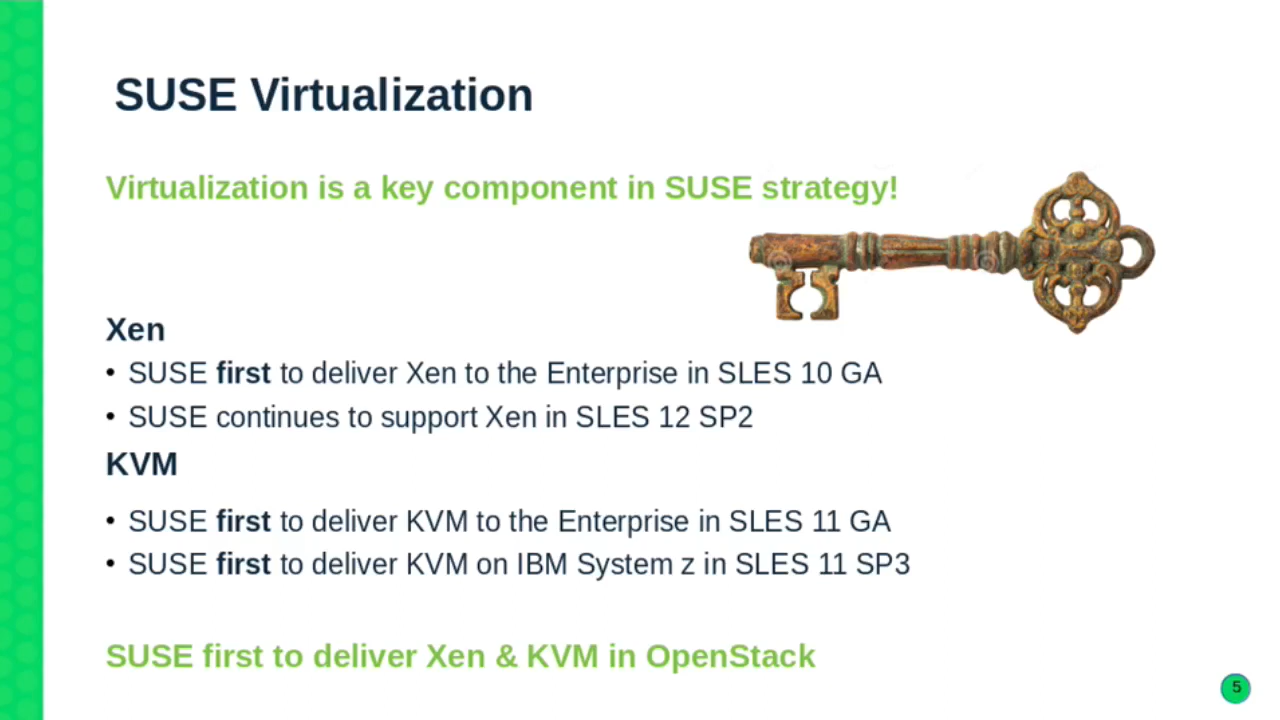 SUSE Virtualization
Virtualization is a key component in SUSE strategy!
Xen
• SUSE first to deliver Xen to the Enterprise in SLES 10 GA
• SUSE continues to support Xen in SLES 12 SP2
KVM
• SUSE first to deliver KVM to the Enterprise in SLES 11 GA
• SUSE first to deliver KVM on IBM System z in SLES 11 SP3
SUSE first to deliver Xen & KVM in OpenStack
5